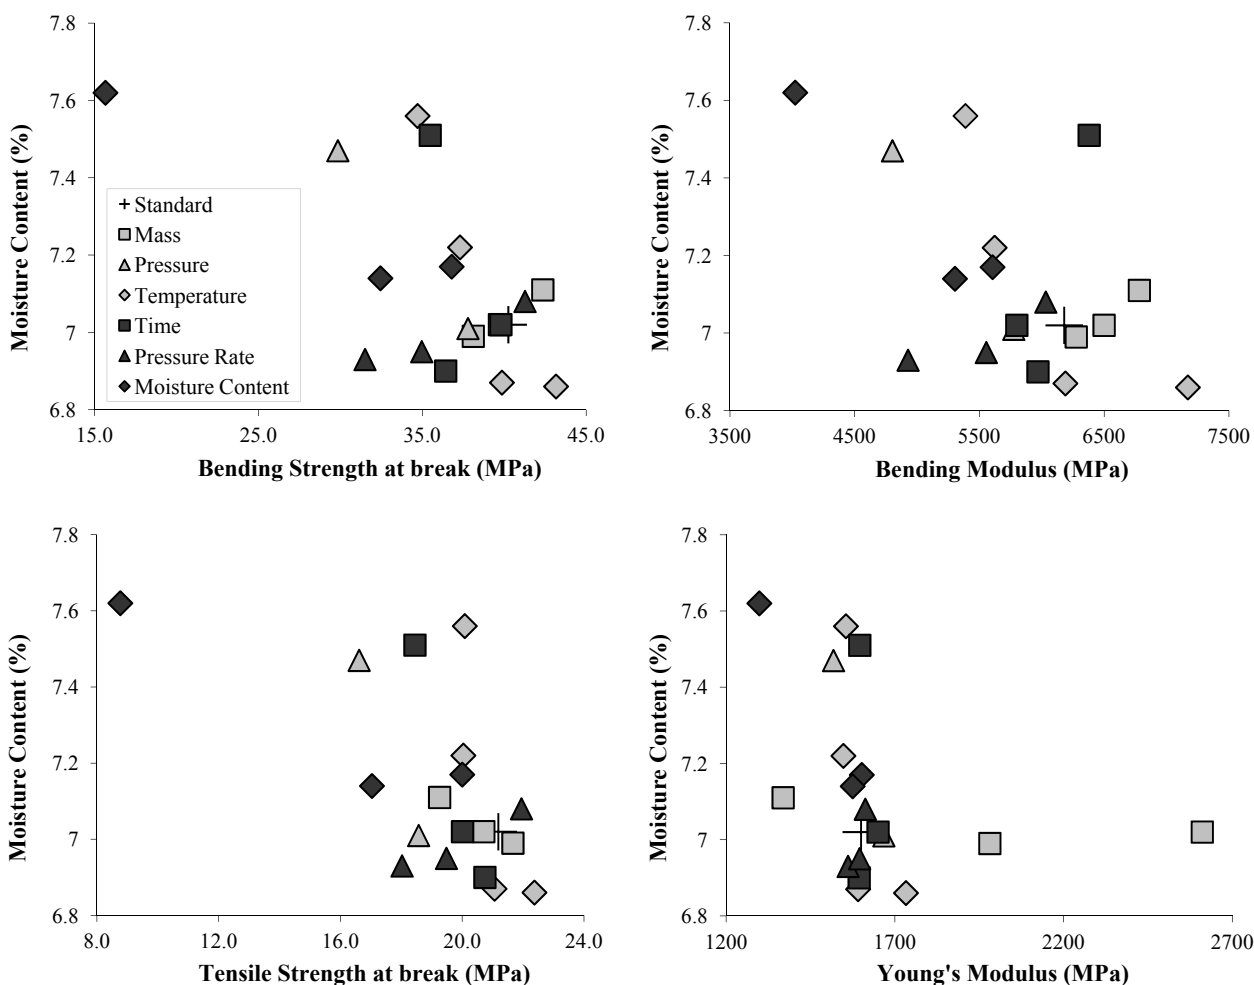 7.8
7.6
7.4
7.2
7
6.8
Moisture Content (%)
Standard
Mass
Pressure
Temperature
Time
Pressure Rate
Moisture Content
15.0 25.0 35.0 45.0
Bending Strength at break (MPa)
7.8
7.6
7.4
7.2
7
6.8
Moisture Content (%)
3500 4500 5500 6500 7500
Bending Modulus (MPa)
7.8
7.6
7.4
7.2
7
6.8
Moisture Content (%)
8.0 12.0 16.0 20.0 24.0
Tensile Strength at break (MPa)
7.8
7.6
7.4
7.2
7
6.8
Moisture Content (%)
1200 1700 2200 2700
Young's Modulus (MPa)